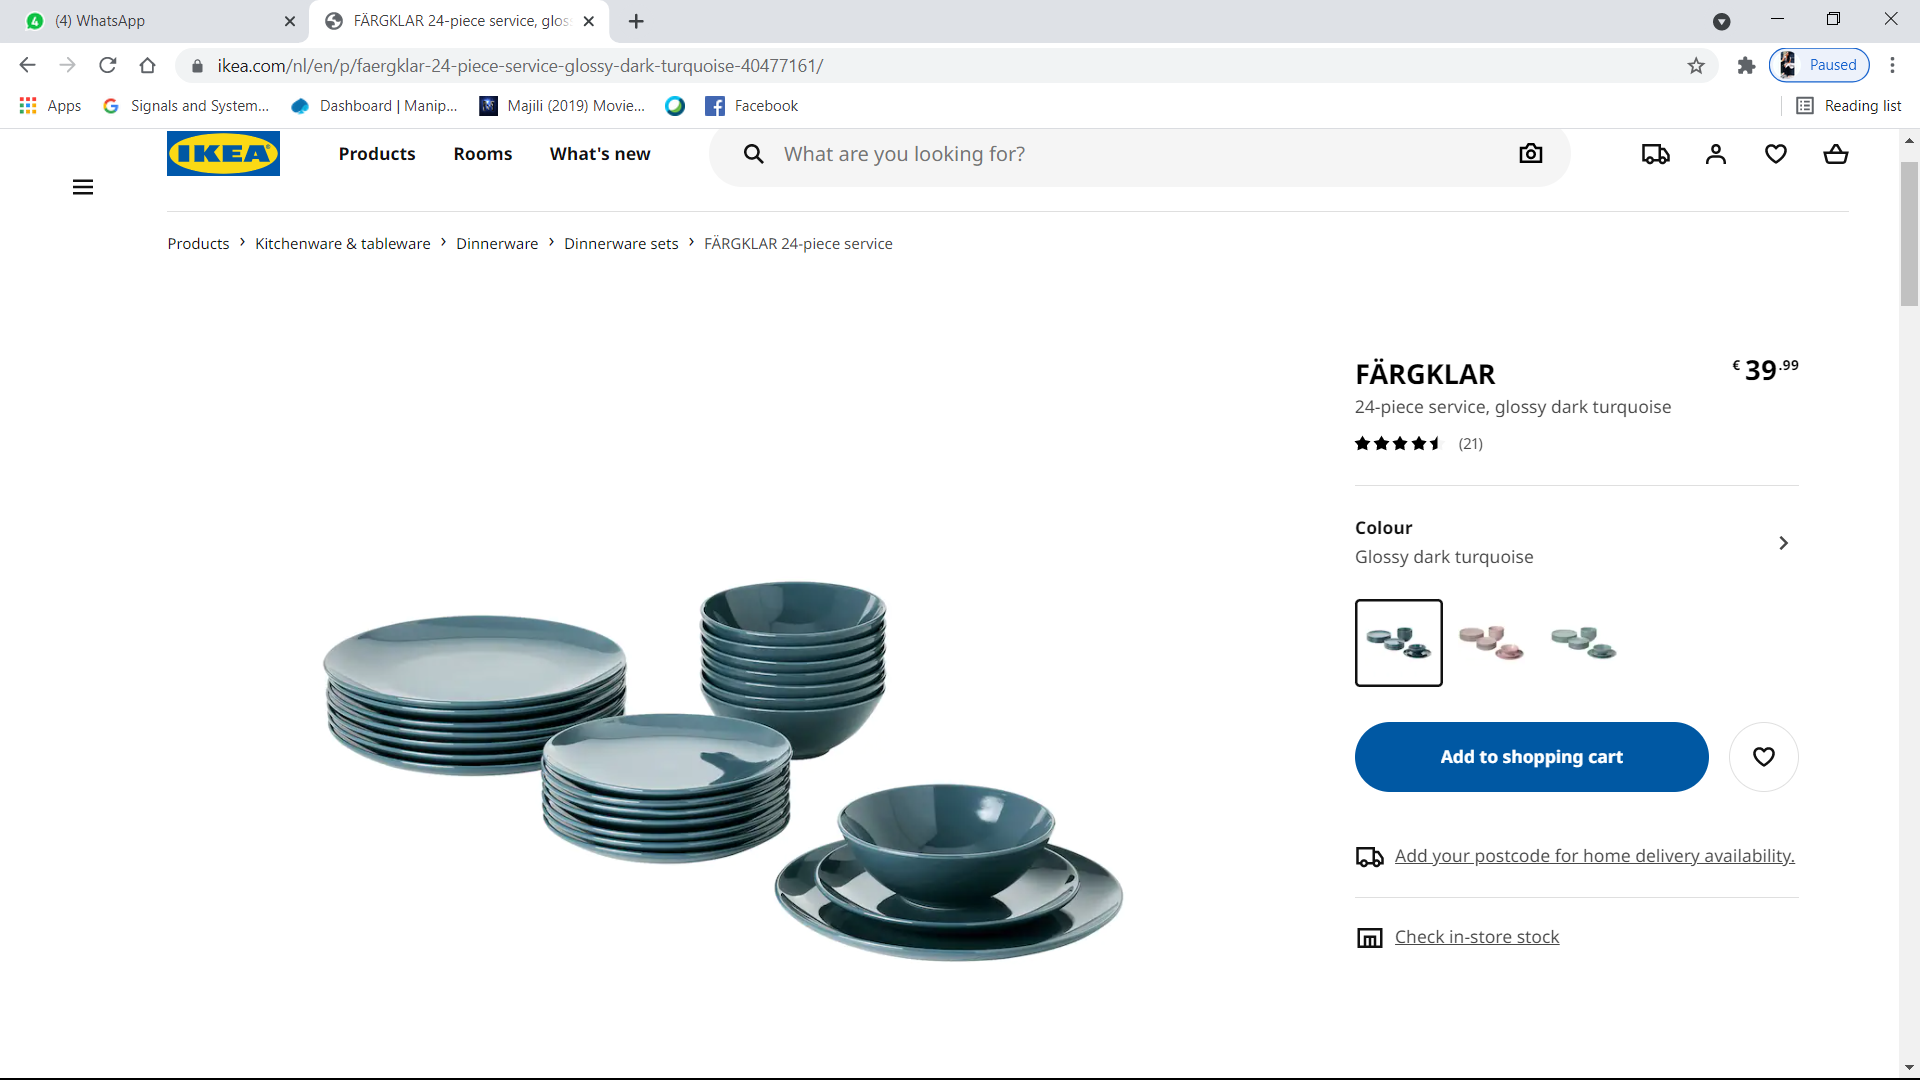 4
(4) WhatsApp
FÄRGKLAR 24-piece service, glos
ikea.com/nl/en/p/faergklar-24-piece-service-glossy-dark-turquoise-40477161/
Paused
Apps
Signals and System...
Dashboard | Manip...
Majili (2019) Movie...
Facebook
Reading list
IKEA
Products
Rooms
What's new
What are you looking for?
Products › Kitchenware & tableware › Dinnerware › Dinnerware sets › FÄRGKLAR 24-piece service
FÄRGKLAR
€ 39.99
24-piece service, glossy dark turquoise
(21)
Colour
Glossy dark turquoise
Add to shopping cart
Add your postcode for home delivery availability.
Check in-store stock